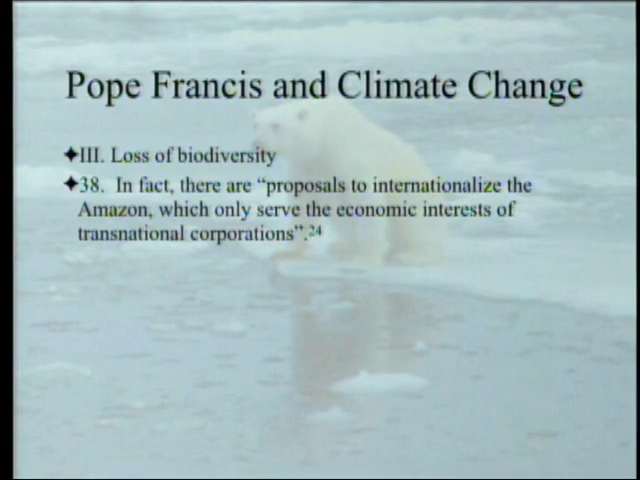 Pope Francis and Climate Change
✦III. Loss of biodiversity
✦38. In fact, there are “proposals to internationalize the
Amazon, which only serve the economic interests of
transnational corporations”.24